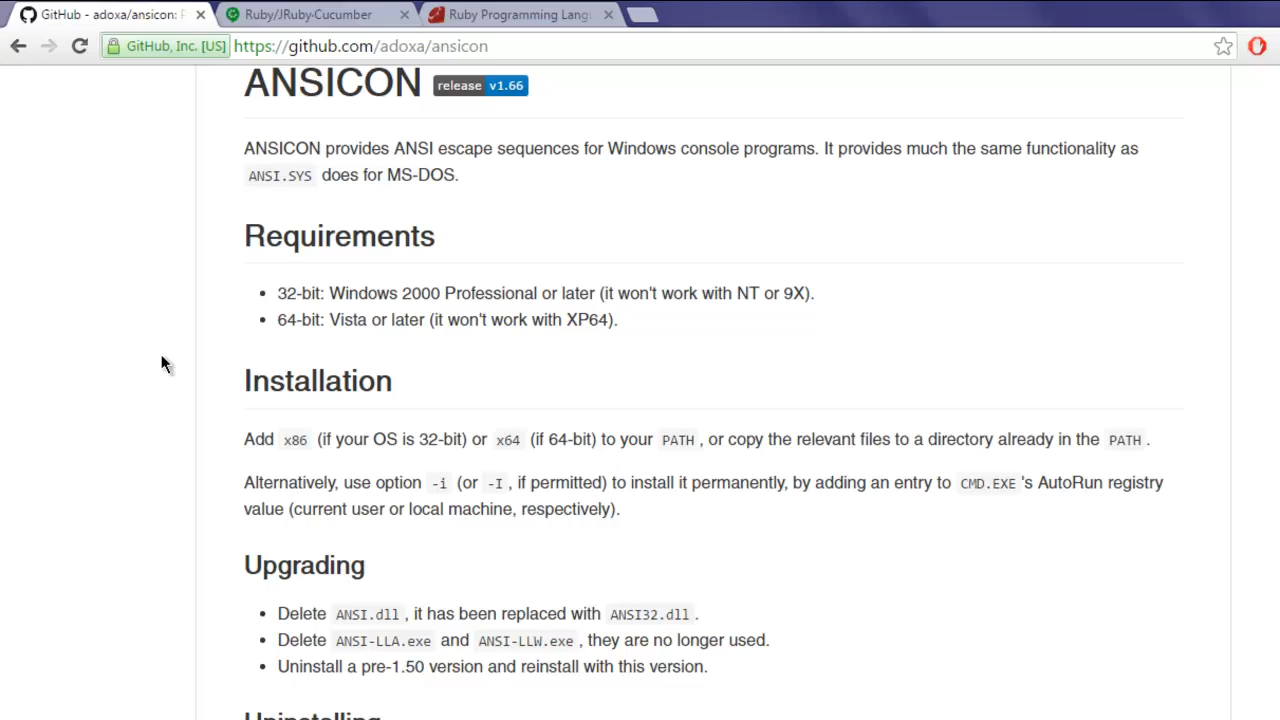 GitHub - adoxa/ansicon: P
Ruby/JRuby-Cucumber
Ruby Programming Lang
GitHub, Inc. [US] https://github.com/adoxa/ansicon
ANSICON release v1.66
ANSICON provides ANSI escape sequences for Windows console programs. It provides much the same functionality as
ANSI.SYS does for MS-DOS.
Requirements
• 32-bit: Windows 2000 Professional or later (it won't work with NT or 9X).
• 64-bit: Vista or later (it won't work with XP64).
Installation
Add x86 (if your OS is 32-bit) or x64 (if 64-bit) to your PATH , or copy the relevant files to a directory already in the PATH .
Alternatively, use option -i (or -I , if permitted) to install it permanently, by adding an entry to CMD.EXE 's AutoRun registry
value (current user or local machine, respectively).
Upgrading
• Delete ANSI.dll , it has been replaced with ANSI32.dll .
• Delete ANSI-LLA.exe and ANSI-LLW.exe , they are no longer used.
• Uninstall a pre-1.50 version and reinstall with this version.
Uninstalling